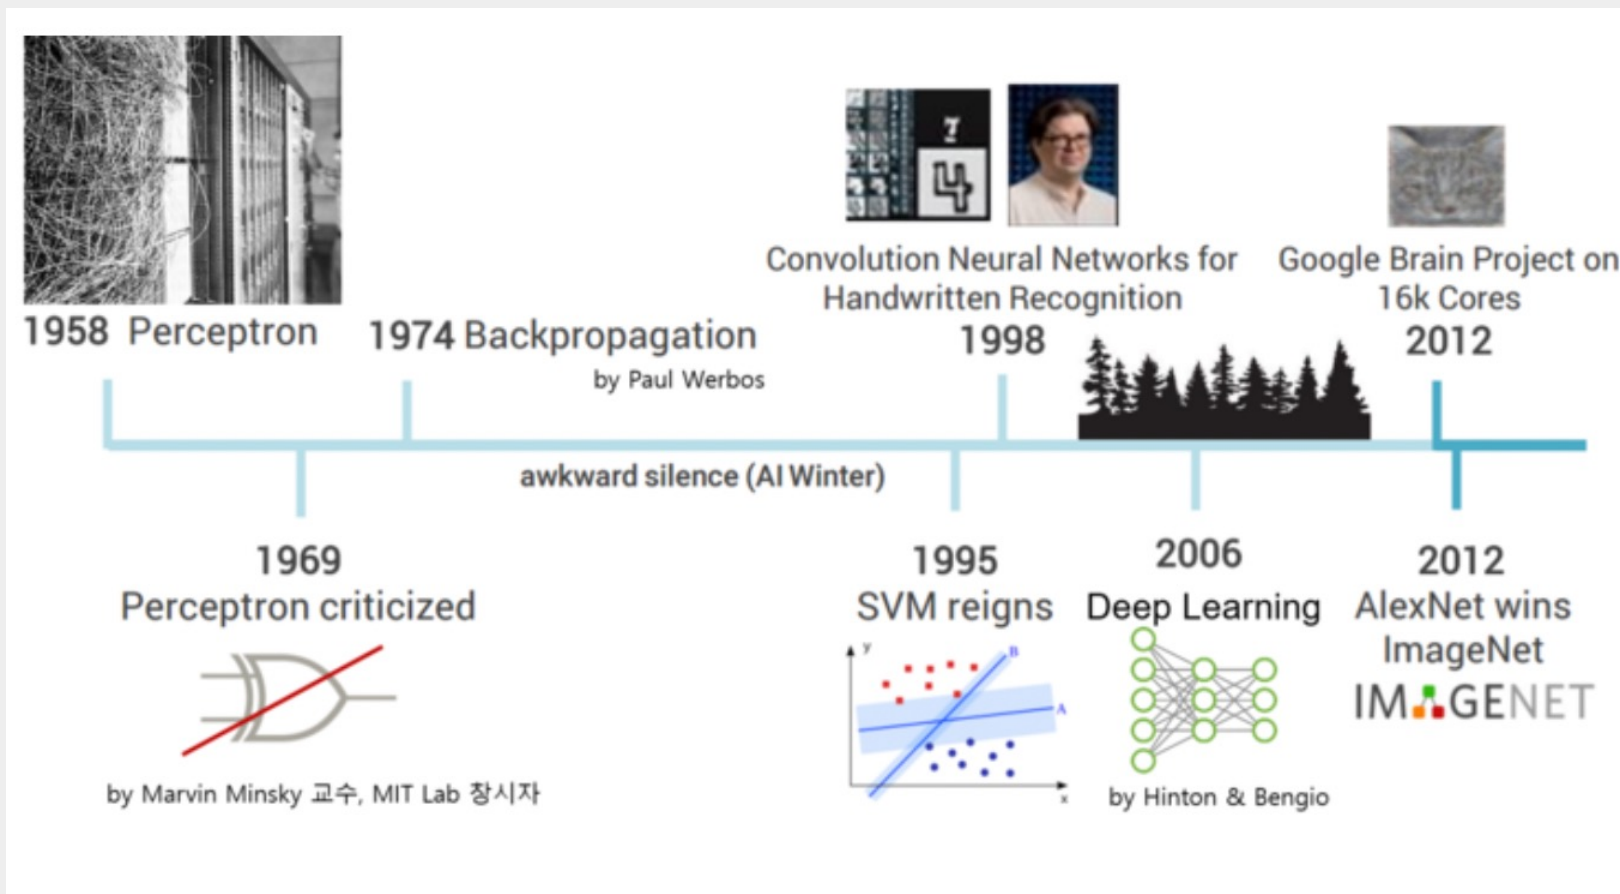 1958 Perceptron
1974 Backpropagation
by Paul Werbos
7
4
Convolution Neural Networks for
Handwritten Recognition
1998
Google Brain Project on
16k Cores
2012
awkward silence (AI Winter)
1969
Perceptron criticized
by Marvin Minsky 교수, MIT Lab 창시자
1995
SVM reigns
y
B
A
x
2006
Deep Learning
by Hinton & Bengio
2012
AlexNet wins
ImageNet
IMAGENET